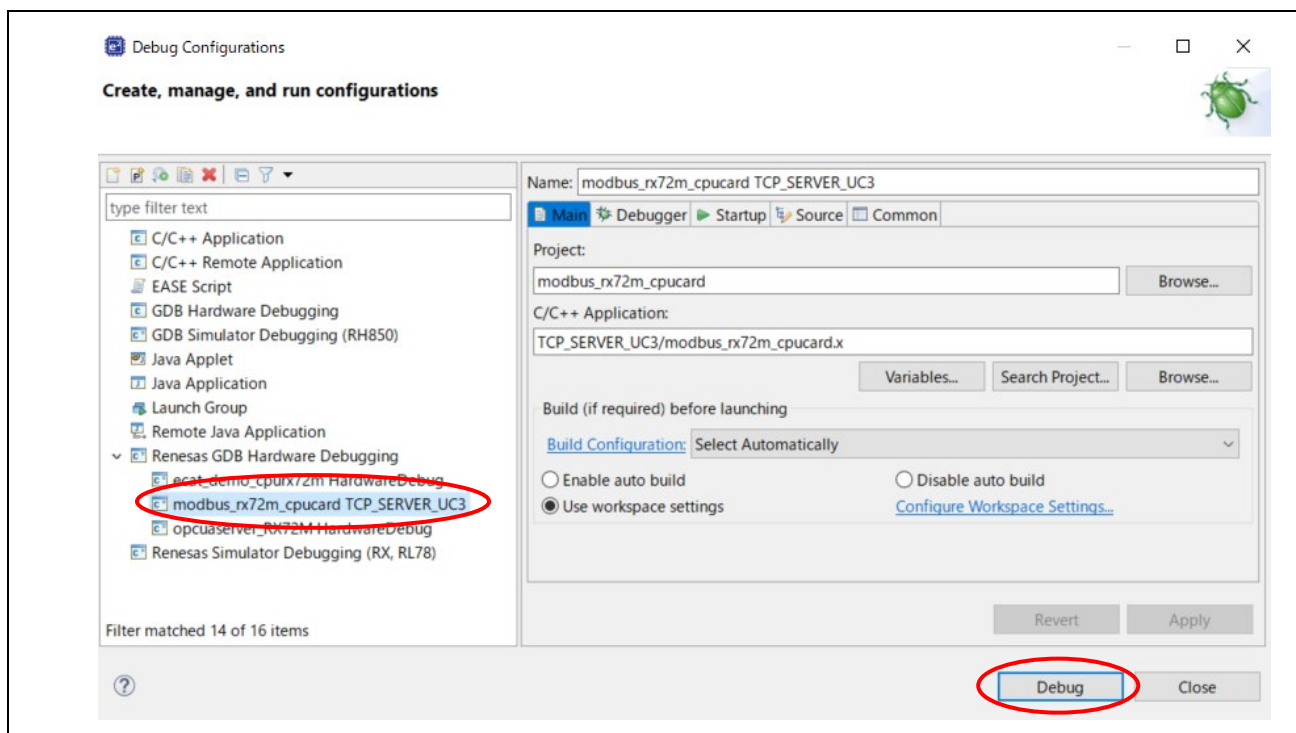 Debug Configurations
Create, manage, and run configurations
type filter text
C/C++ Application
C/C++ Remote Application
EASE Script
GDB Hardware Debugging
GDB Simulator Debugging (RH850)
Java Applet
Java Application
Launch Group
Remote Java Application
Renesas GDB Hardware Debugging
ecat_demo_cpurx72m HardwareDebug
modbus_rx72m_cpucard TCP_SERVER_UC3
opcuaserver_RX72M HardwareDebug
Renesas Simulator Debugging (RX, RL78)
Filter matched 14 of 16 items
Name: modbus_rx72m_cpucard TCP_SERVER_UC3
Main Debugger Startup Source Common
Project:
modbus_rx72m_cpucard Browse...
C/C++ Application:
TCP_SERVER_UC3/modbus_rx72m_cpucard.x
Variables... Search Project... Browse...
Build (if required) before launching
Build Configuration: Select Automatically
Enable auto build Disable auto build
Use workspace settings Configure Workspace Settings...
Revert Apply
? Debug Close